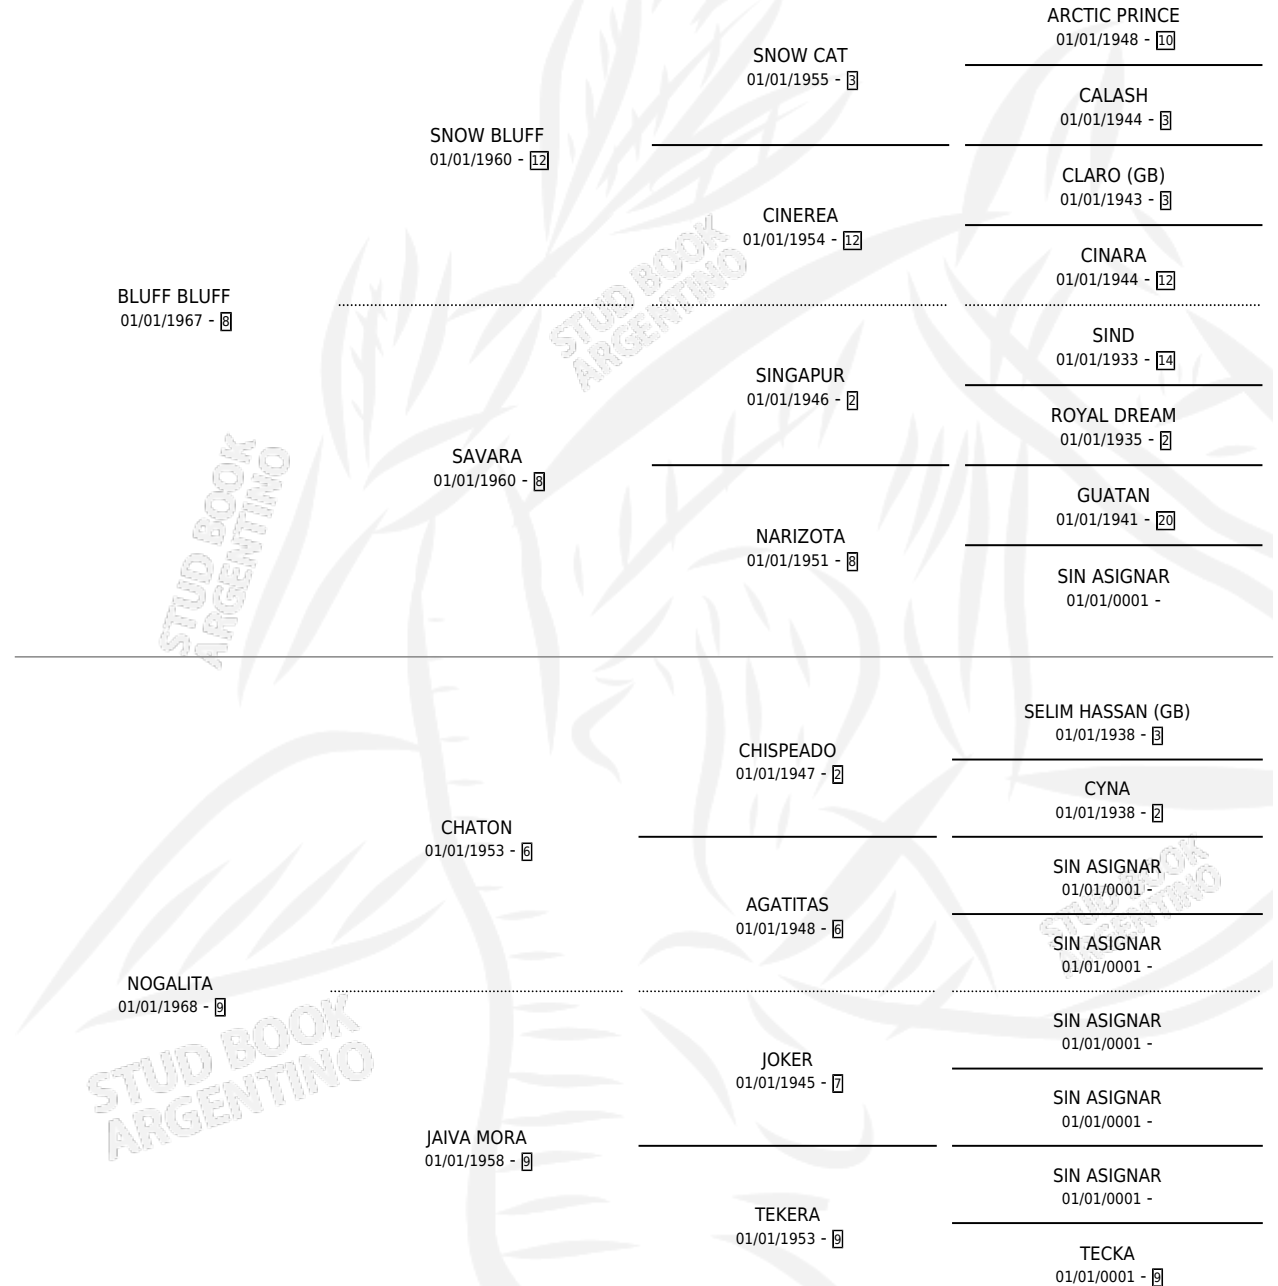 ARCTIC PRINCE
01/01/1948 - 10
SNOW CAT
01/01/1955 - 3
CALASH
01/01/1944 - 3
SNOW BLUFF
01/01/1960 - 12
CLARO (GB)
01/01/1943 - 3
CINEREA
01/01/1954 - 12
CINARA
01/01/1944 - 12
BLUFF BLUFF
01/01/1967 - 8
SIND
01/01/1933 - 14
SINGAPUR
01/01/1946 - 2
ROYAL DREAM
01/01/1935 - 2
SAVARA
01/01/1960 - 8
GUATAN
01/01/1941 - 20
NARIZOTA
01/01/1951 - 8
SIN ASIGNAR
01/01/0001 -
SELIM HASSAN (GB)
01/01/1938 - 3
CHISPEADO
01/01/1947 - 2
CYNA
01/01/1938 - 2
CHATON
01/01/1953 - 6
SIN ASIGNAR
01/01/0001 -
AGATITAS
01/01/1948 - 6
SIN ASIGNAR
01/01/0001 -
NOGALITA
01/01/1968 - 9
SIN ASIGNAR
01/01/0001 -
JOKER
01/01/1945 - 7
SIN ASIGNAR
01/01/0001 -
JAIVA MORA
01/01/1958 - 9
SIN ASIGNAR
01/01/0001 -
TEKERA
01/01/1953 - 9
TECKA
01/01/0001 - 9
STUD BOOK
ARGENTINO
STUD BOOK
ARGENTINO
STUD BOOK
ARGENTINO
STUD BOOK
ARGENTINO